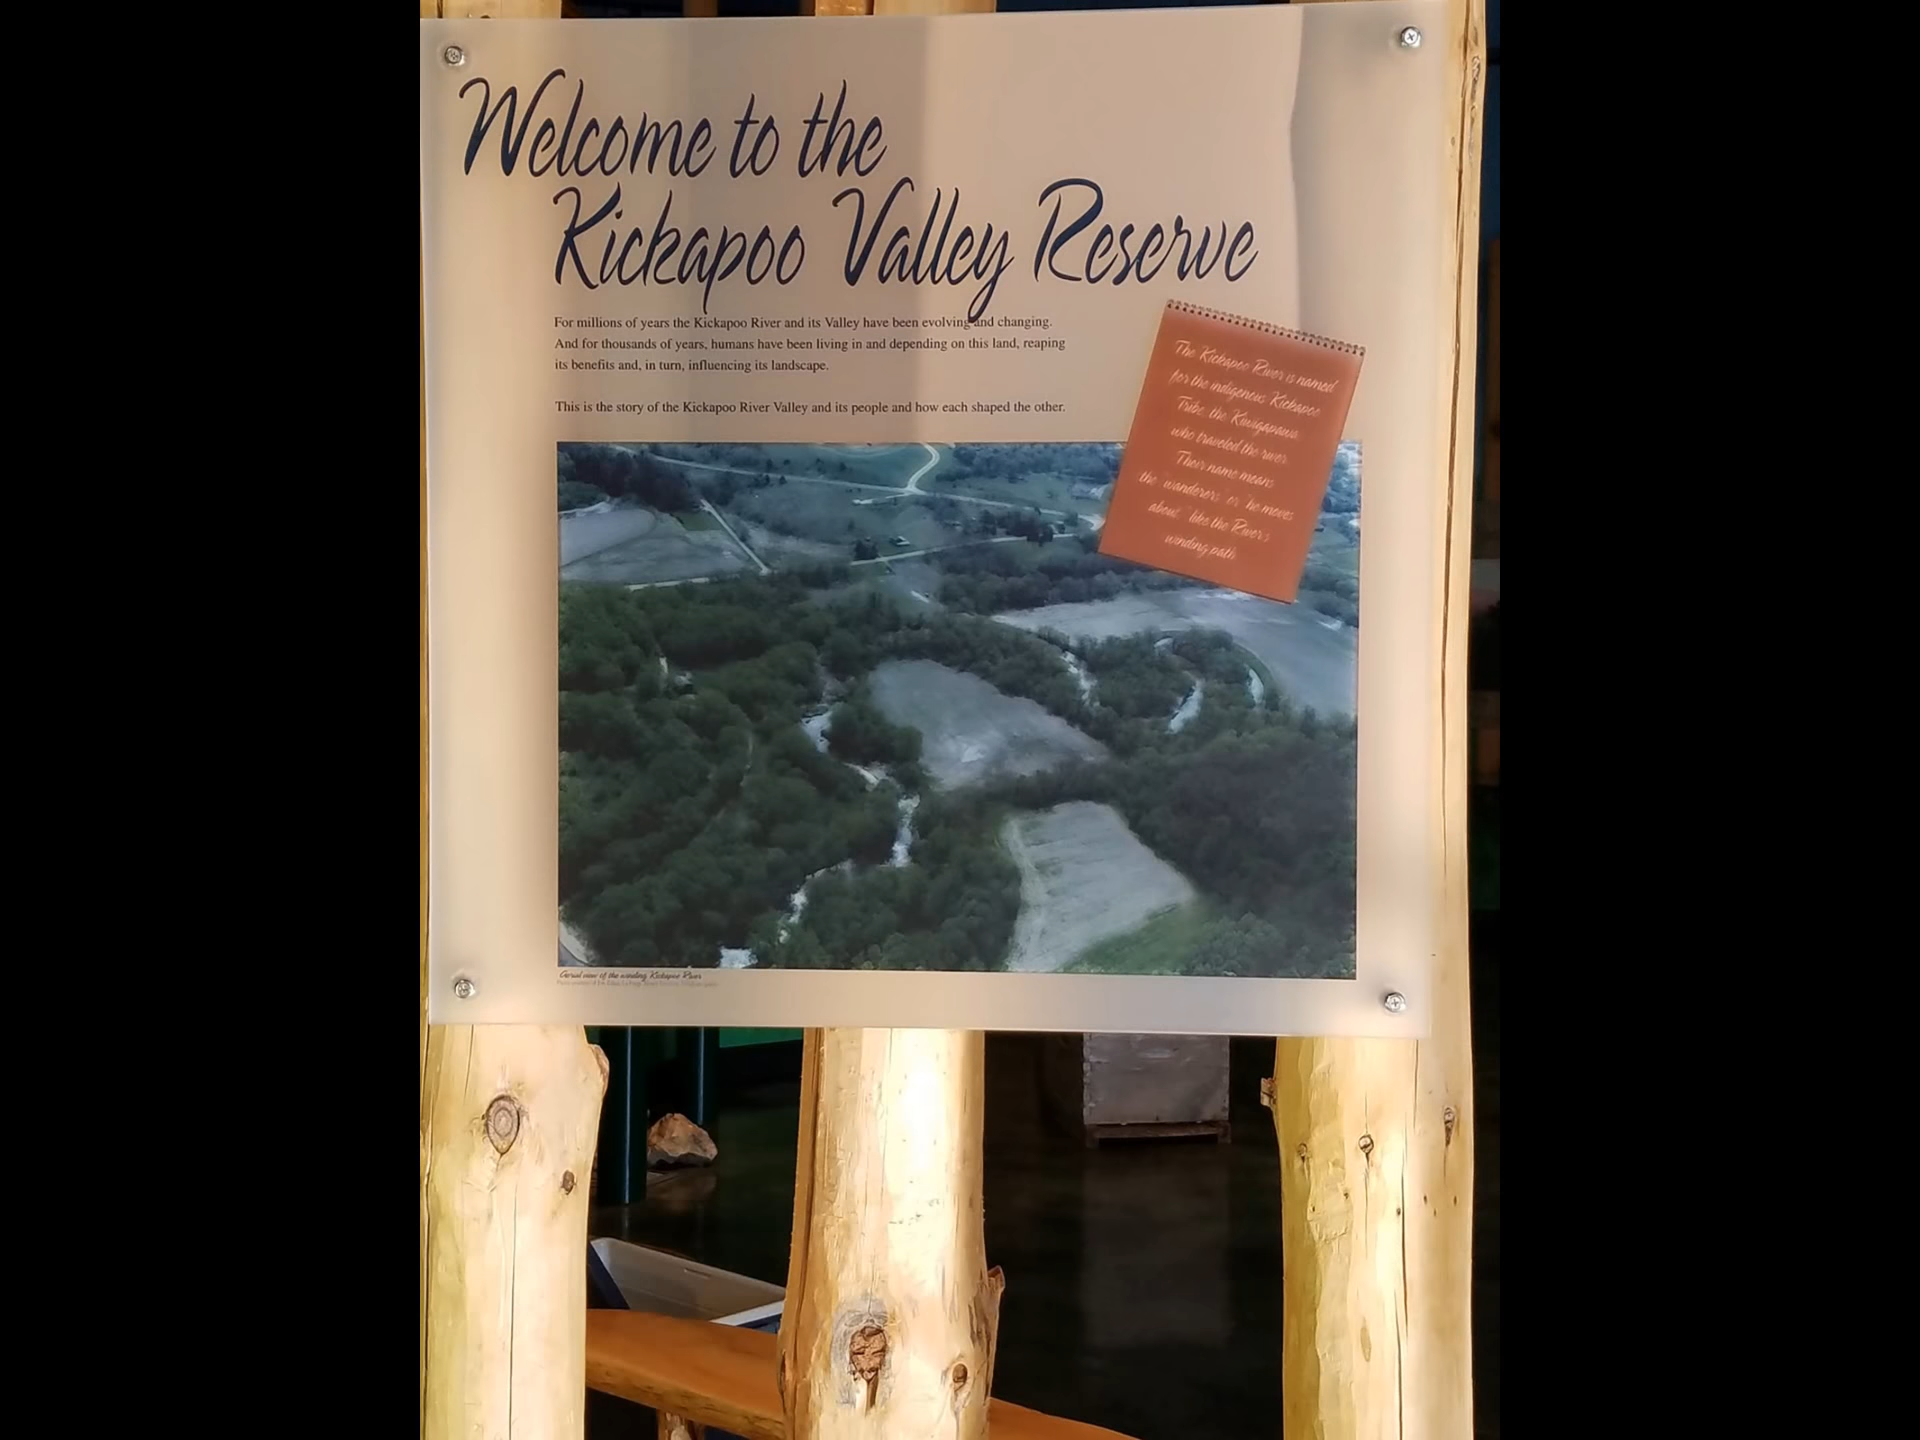 Welcome to the
Kickapoo Valley Reserve
For millions of years the Kickapoo River and its Valley have been evolving and changing.
And for thousands of years, humans have been living in and depending on this land, reaping
its benefits and, in turn, influencing its landscape.
This is the story of the Kickapoo River Valley and its people and how each shaped the other.
The Kickapoo River is named
for the indigenous Kickapoo
Tribe, the Kiwigapawa
who traveled the river.
Their name means
the "wanderers" or "he moves
about" like the River's
winding path.
Aerial view of the winding Kickapoo River